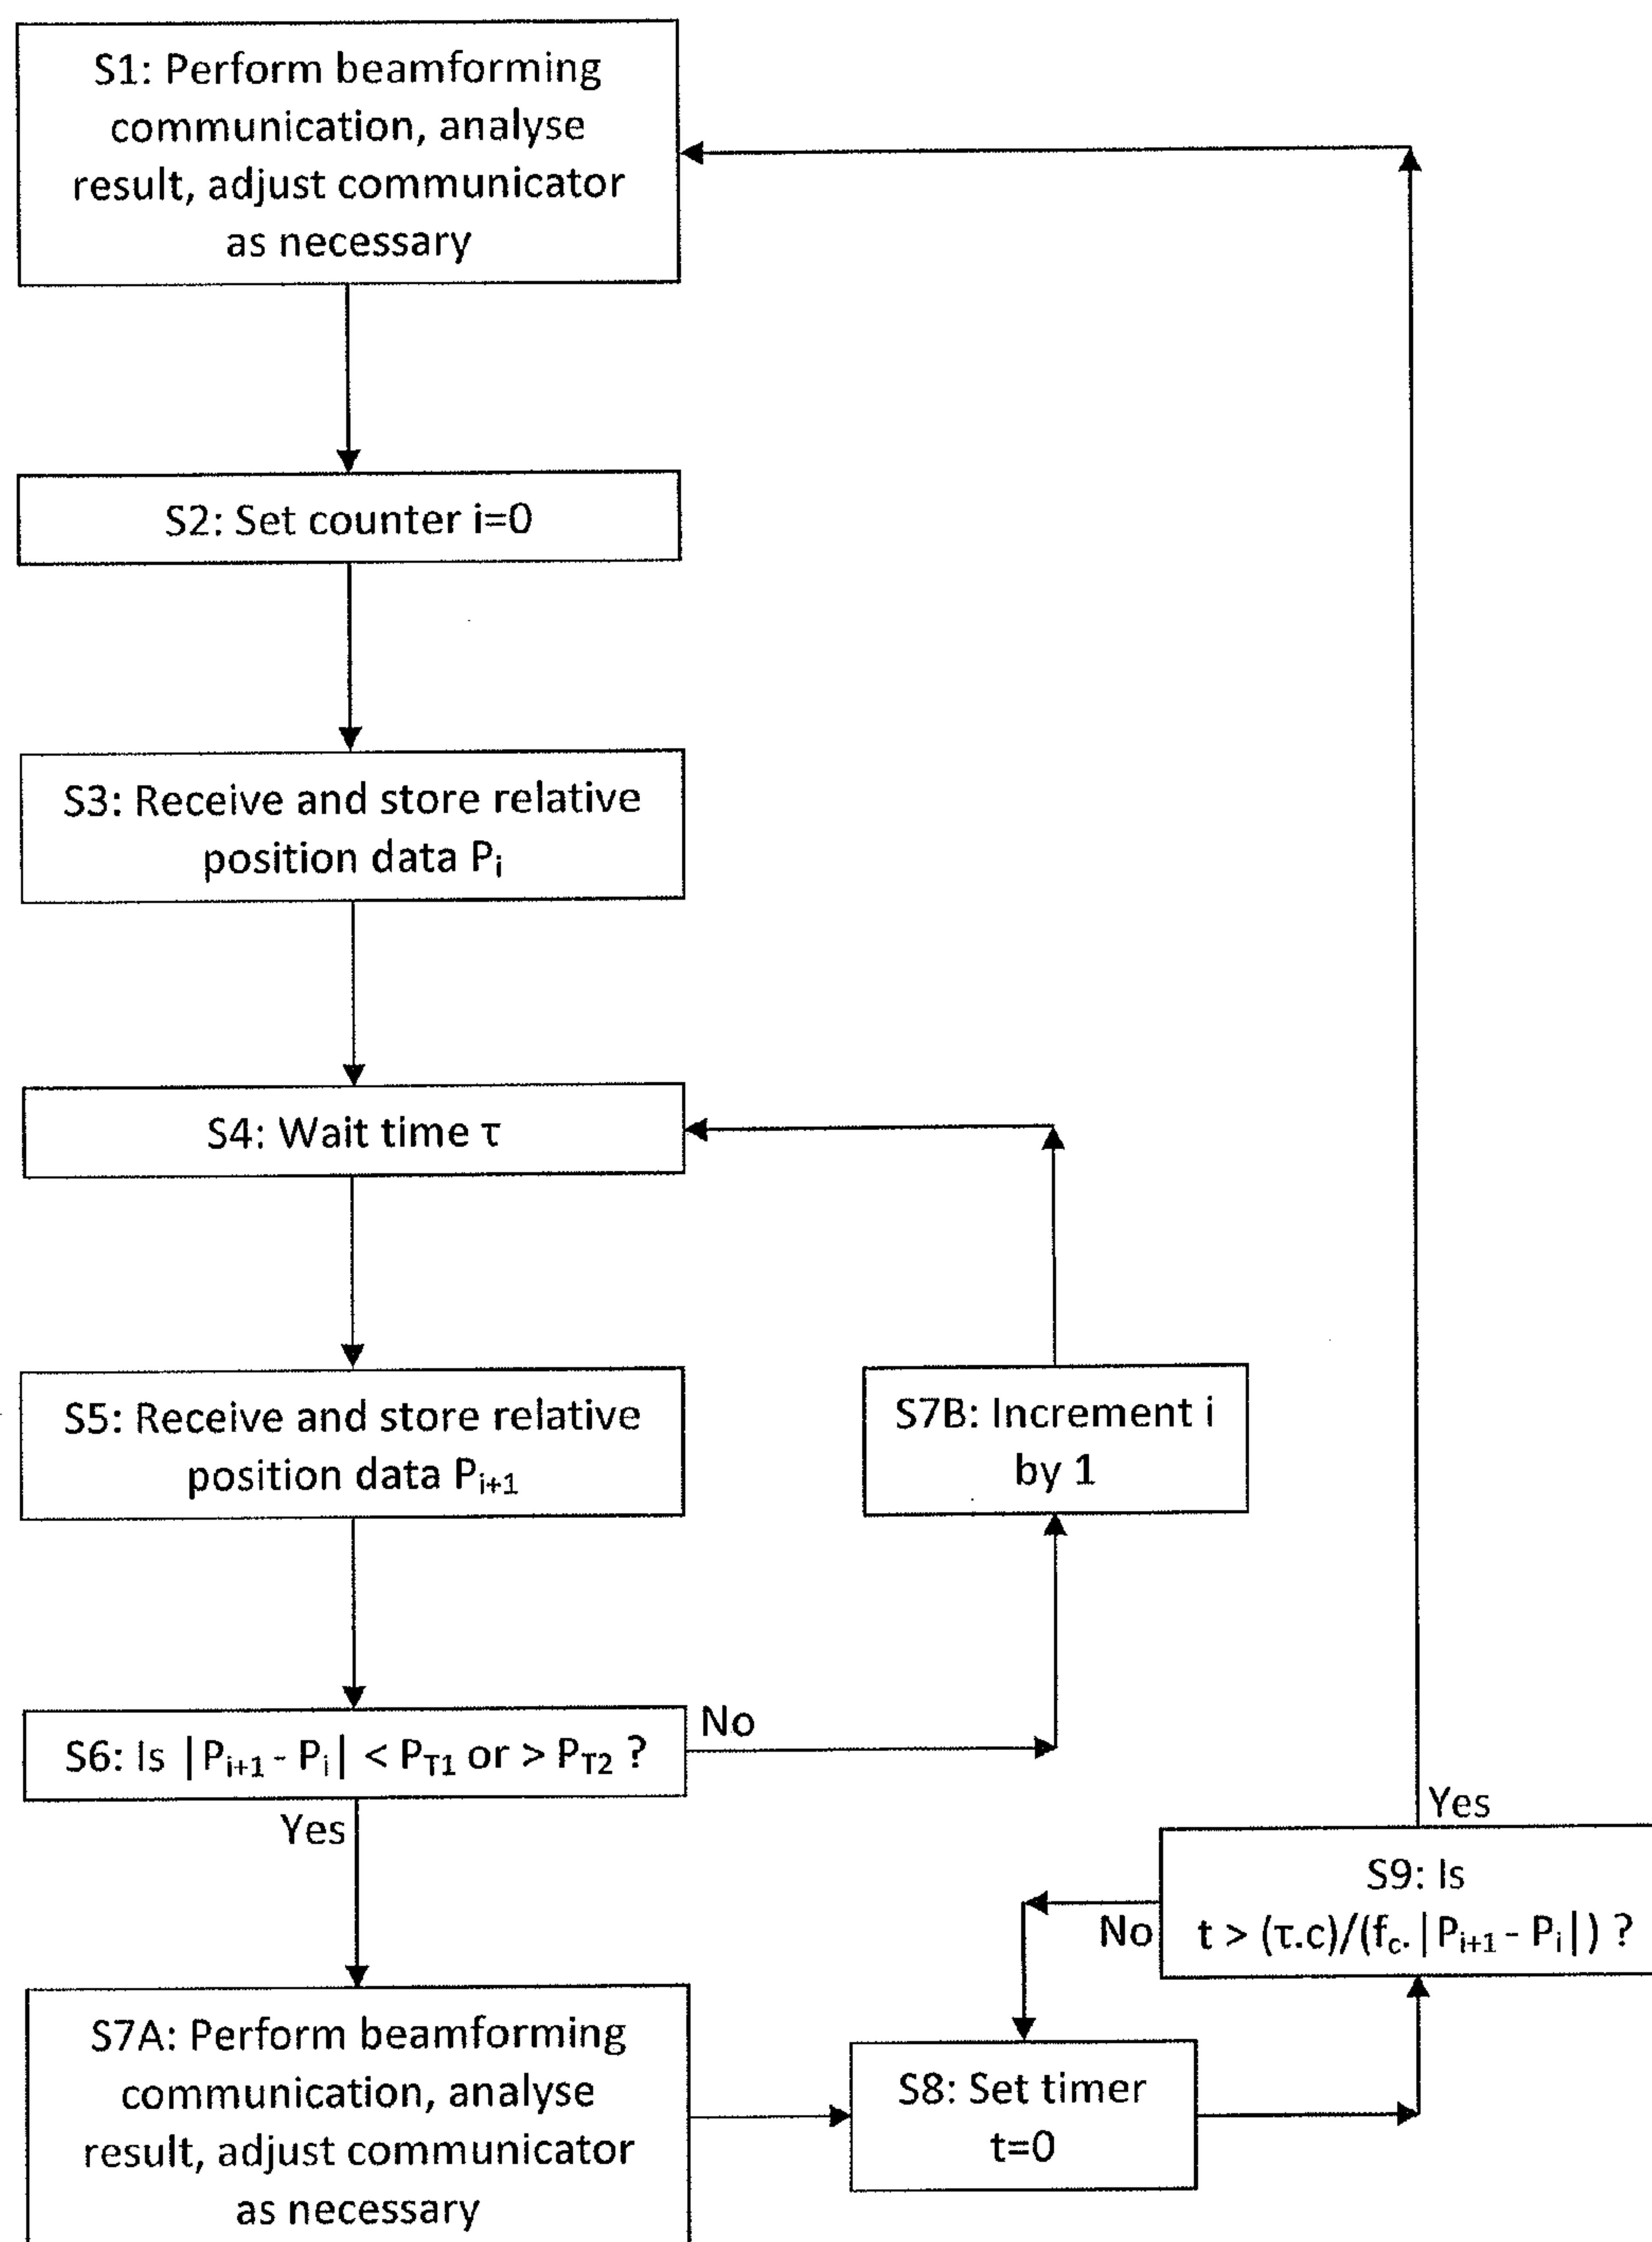 S1: Perform beamforming
communication, analyse
result, adjust communicator
as necessary
S2: Set counter i=0
S3: Receive and store relative
position data Pᵢ
S4: Wait time τ
S5: Receive and store relative
position data Pᵢ₊₁
S7B: Increment i
by 1
S6: Is |Pᵢ₊₁ - Pᵢ| < P_T1 or > P_T2 ?
No
Yes
Yes
S9: Is
t > (τ.c)/(f_c.|Pᵢ₊₁ - Pᵢ|) ?
No
S7A: Perform beamforming
communication, analyse
result, adjust communicator
as necessary
S8: Set timer
t=0